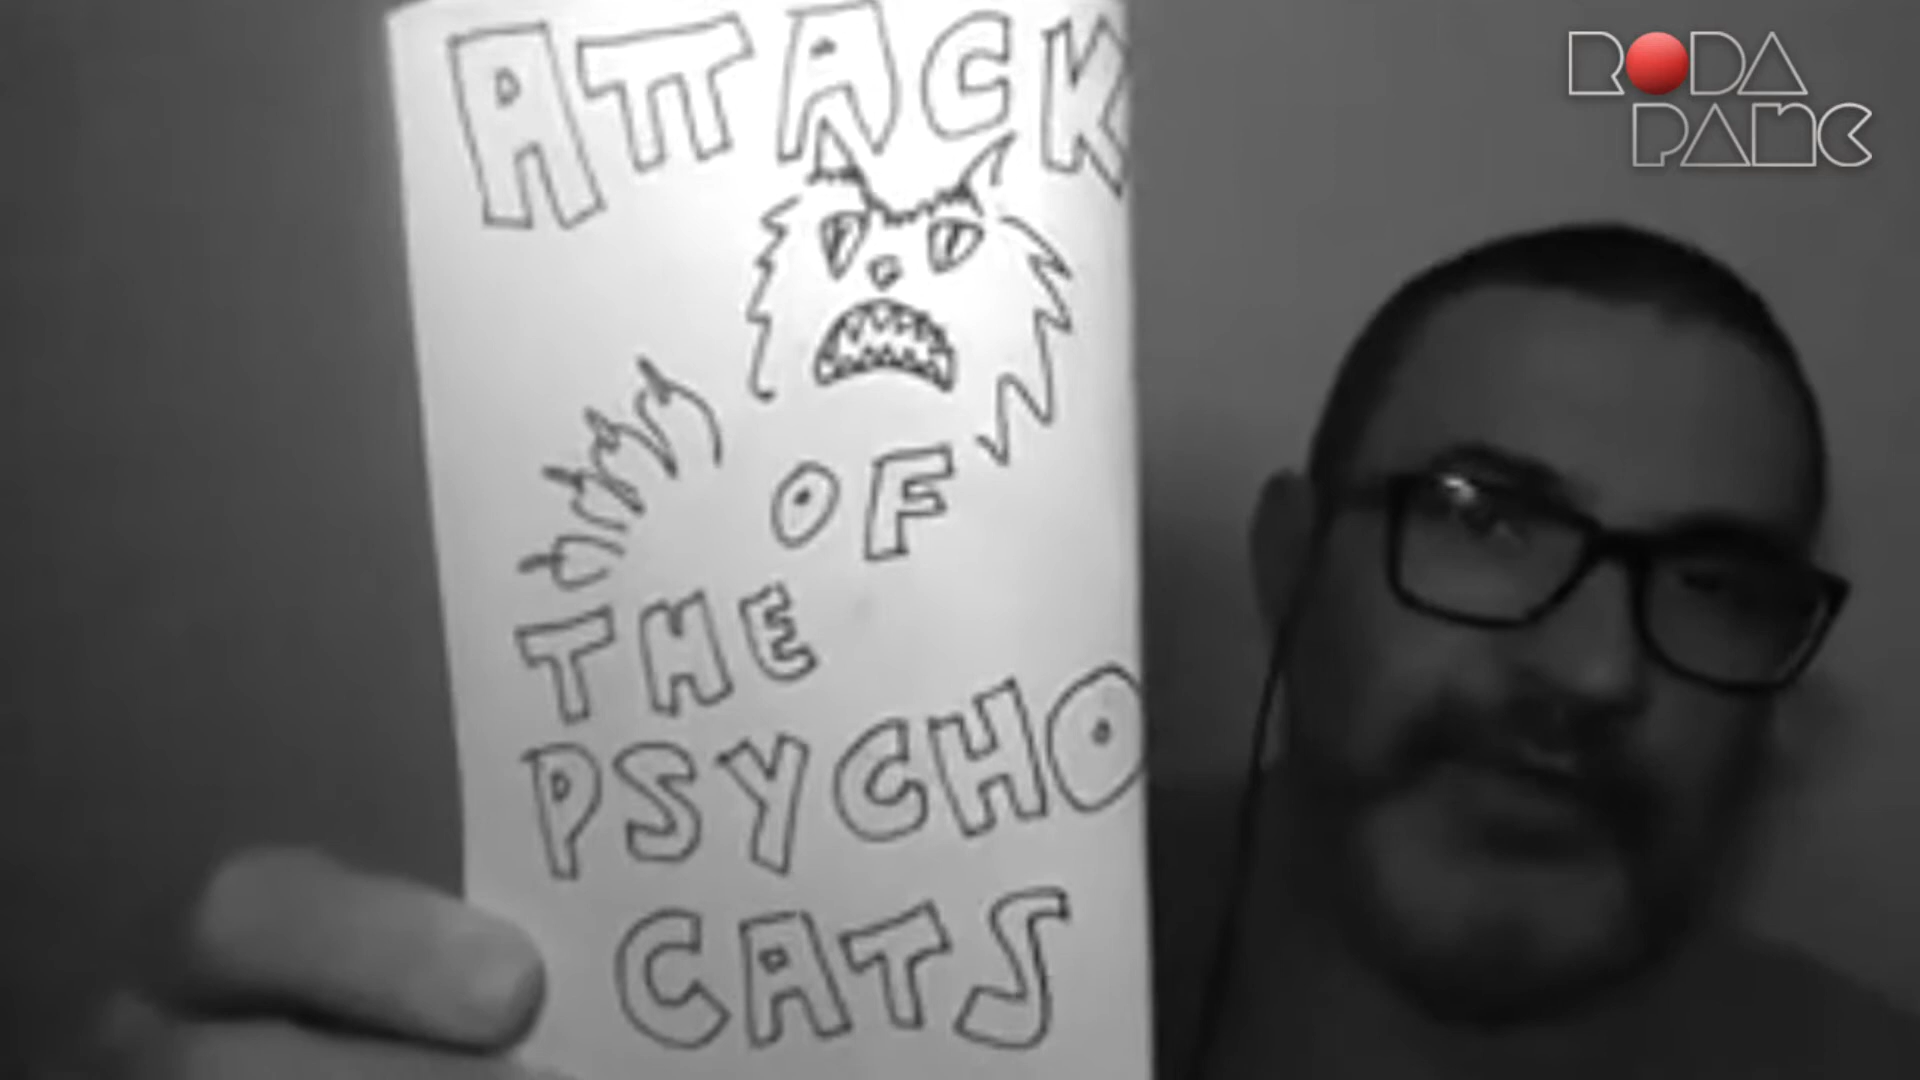 ATTACK
OF
THE
PSYCHO
CATS
RODA
PANC